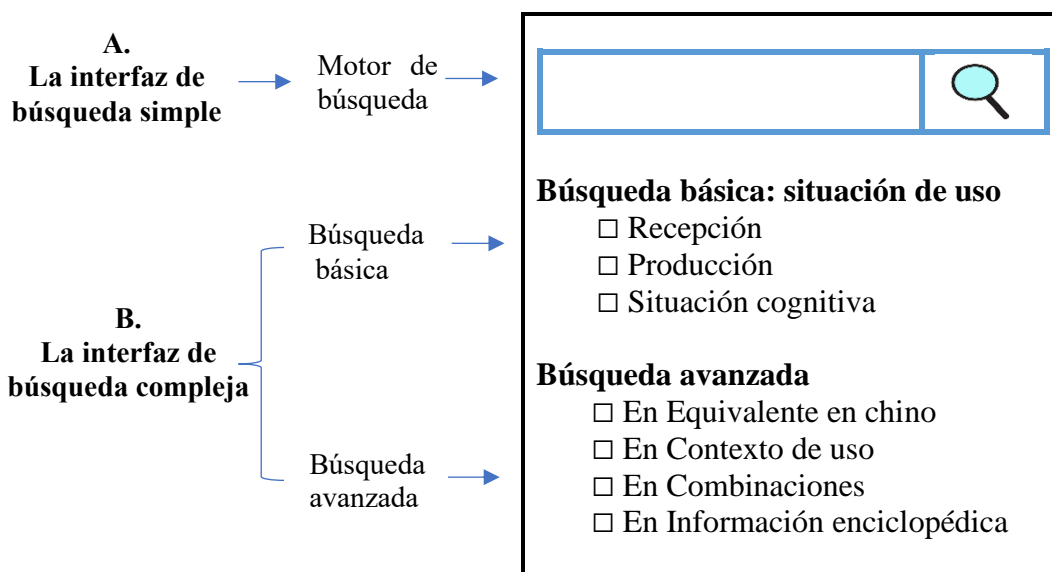 A.
La interfaz de
búsqueda simple
Motor de
búsqueda
B.
La interfaz de
búsqueda compleja
Búsqueda
básica
Búsqueda
avanzada
Búsqueda básica: situación de uso
☐ Recepción
☐ Producción
☐ Situación cognitiva
Búsqueda avanzada
☐ En Equivalente en chino
☐ En Contexto de uso
☐ En Combinaciones
☐ En Información enciclopédica